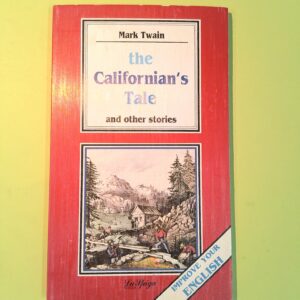 Mark Twain
the
Californian's
Tale
and other stories
La Spiga
IMPROVE YOUR
ENGLISH